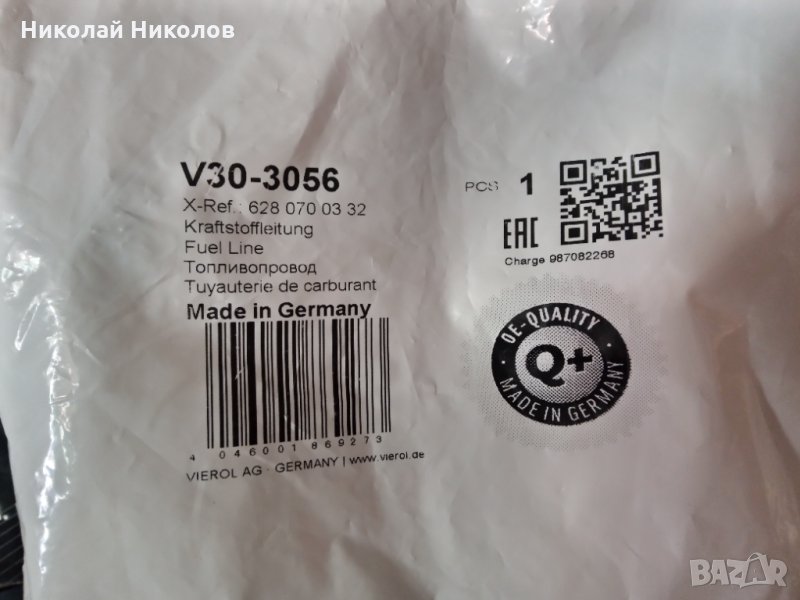 Николай Николов
V30-3056
X-Ref.: 628 070 03 32
Kraftstoffleitung
Fuel Line
Топливопровод
Tuyauterie de carburant
Made in Germany
4 046001 869273
VIEROL AG · GERMANY | www.vierol.de
PCS 1
EAC
Charge 987082268
OE-QUALITY
Q+
MADE IN GERMANY
BAZAR